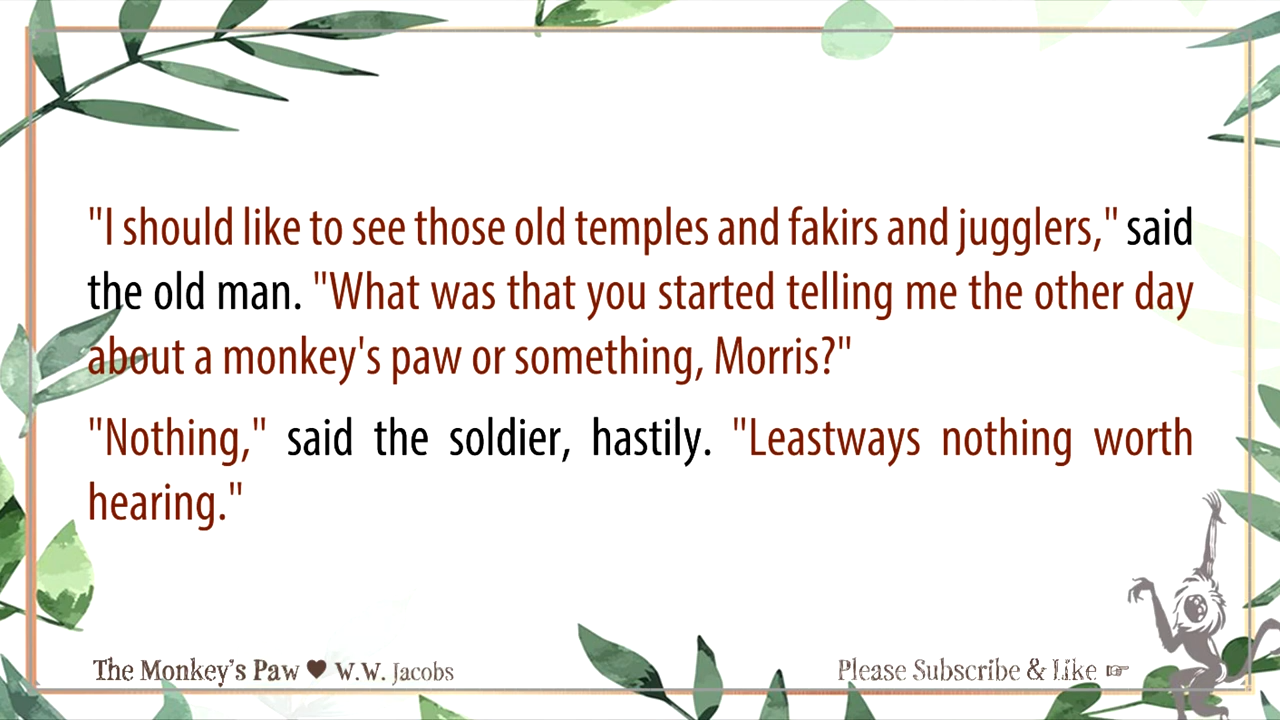 "I should like to see those old temples and fakirs and jugglers," said
the old man. "What was that you started telling me the other day
about a monkey's paw or something, Morris?"
"Nothing," said the soldier, hastily. "Leastways nothing worth
hearing."
The Monkey's Paw ♥ W.W. Jacobs
Please Subscribe & Like ☞